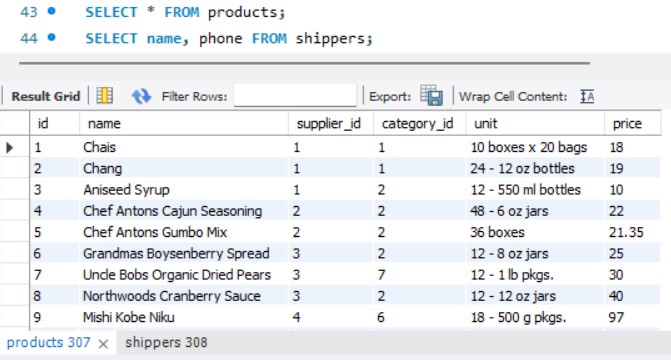 43 SELECT * FROM products;
44 SELECT name, phone FROM shippers;
Result Grid Filter Rows: Export: Wrap Cell Content: IA
id name supplier_id category_id unit price
1 Chais 1 1 10 boxes x 20 bags 18
2 Chang 1 1 24 - 12 oz bottles 19
3 Aniseed Syrup 1 2 12 - 550 ml bottles 10
4 Chef Antons Cajun Seasoning 2 2 48 - 6 oz jars 22
5 Chef Antons Gumbo Mix 2 2 36 boxes 21.35
6 Grandmas Boysenberry Spread 3 2 12 - 8 oz jars 25
7 Uncle Bobs Organic Dried Pears 3 7 12 - 1 lb pkgs. 30
8 Northwoods Cranberry Sauce 3 2 12 - 12 oz jars 40
9 Mishi Kobe Niku 4 6 18 - 500 g pkgs. 97
products 307 × shippers 308